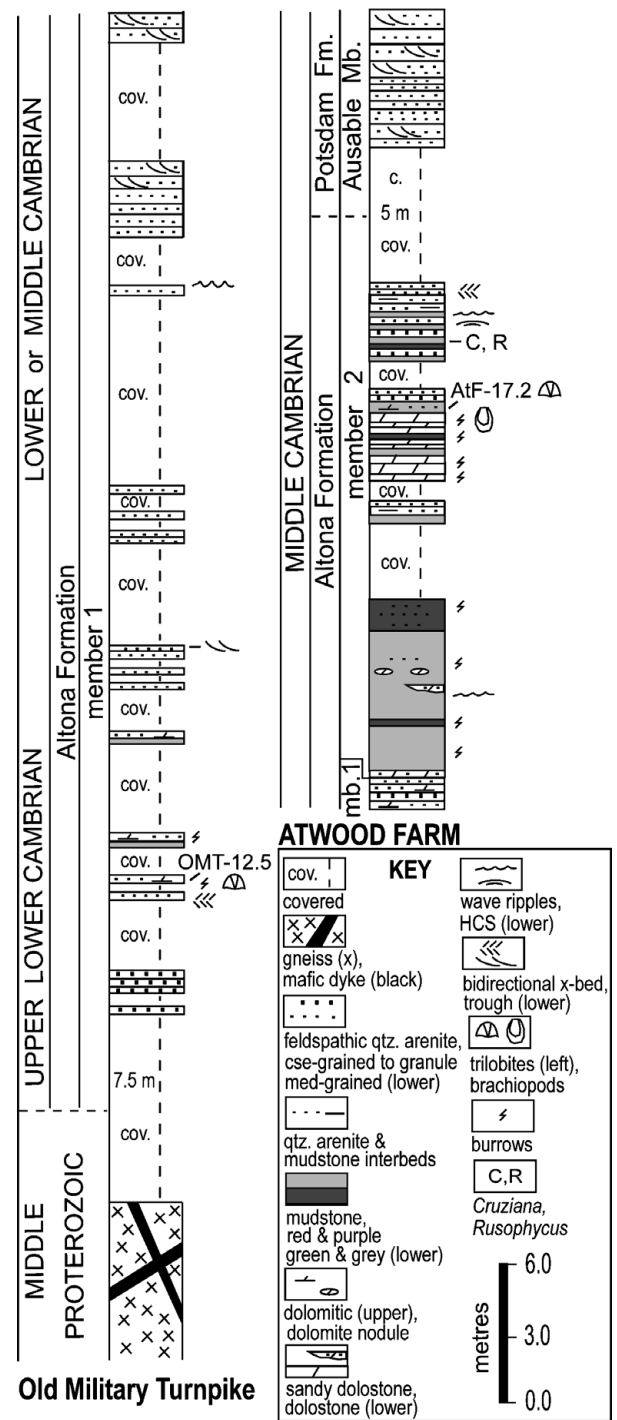 LOWER or MIDDLE CAMBRIAN
UPPER LOWER CAMBRIAN
Altona Formation
member 1
MIDDLE
PROTEROZOIC
cov.
cov.
cov.
cov.
cov.
cov.
cov.
cov.
OMT-12.5
cov.
7.5 m
cov.
Old Military Turnpike
Potsdam Fm.
Ausable Mb.
MIDDLE CAMBRIAN
Altona Formation
member 2
mb.1
c.
5 m
cov.
C, R
cov.
AtF-17.2
cov.
cov.
ATWOOD FARM
KEY
cov.
covered
gneiss (x),
mafic dyke (black)
feldspathic qtz. arenite,
cse-grained to granule
med-grained (lower)
qtz. arenite &
mudstone interbeds
mudstone,
red & purple
green & grey (lower)
dolomitic (upper),
dolomite nodule
sandy dolostone,
dolostone (lower)
wave ripples,
HCS (lower)
bidirectional x-bed,
trough (lower)
trilobites (left),
brachiopods
burrows
C,R
Cruziana,
Rusophycus
metres
6.0
3.0
0.0